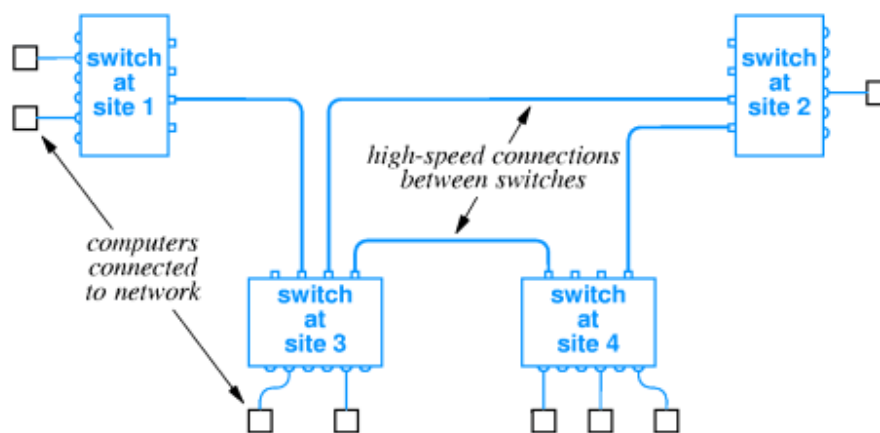 switch
at
site 1
switch
at
site 2
high-speed connections
between switches
computers
connected
to network
switch
at
site 3
switch
at
site 4